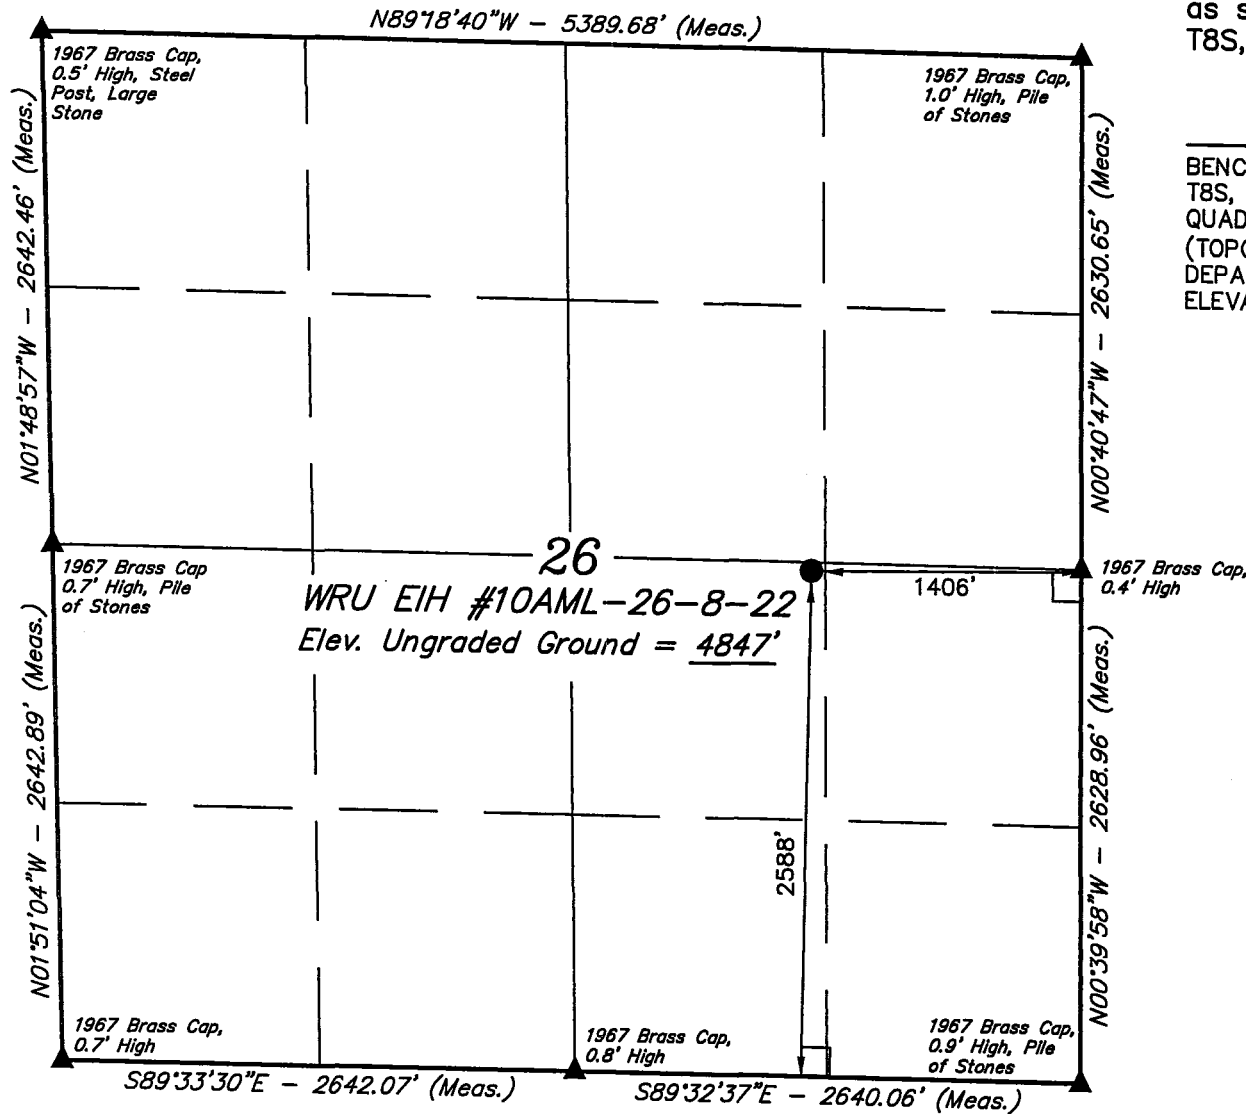 N89°18'40"W - 5389.68' (Meas.)
as s
T8S,
1967 Brass Cap,
0.5' High, Steel
Post, Large
Stone
1967 Brass Cap,
1.0' High, Pile
of Stones
N01°48'57"W - 2642.46' (Meas.)
N00°40'47"W - 2630.65' (Meas.)
BENC
T8S,
QUAD
(TOPO
DEPA
ELEVA
26
1967 Brass Cap
0.7' High, Pile
of Stones
WRU EIH #10AML-26-8-22
Elev. Ungraded Ground = 4847'
1406'
1967 Brass Cap,
0.4' High
N01°51'04"W - 2642.89' (Meas.)
2588'
N00°39'58"W - 2628.96' (Meas.)
1967 Brass Cap,
0.7' High
1967 Brass Cap,
0.8' High
1967 Brass Cap,
0.9' High, Pile
of Stones
S89°33'30"E - 2642.07' (Meas.)
S89°32'37"E - 2640.06' (Meas.)